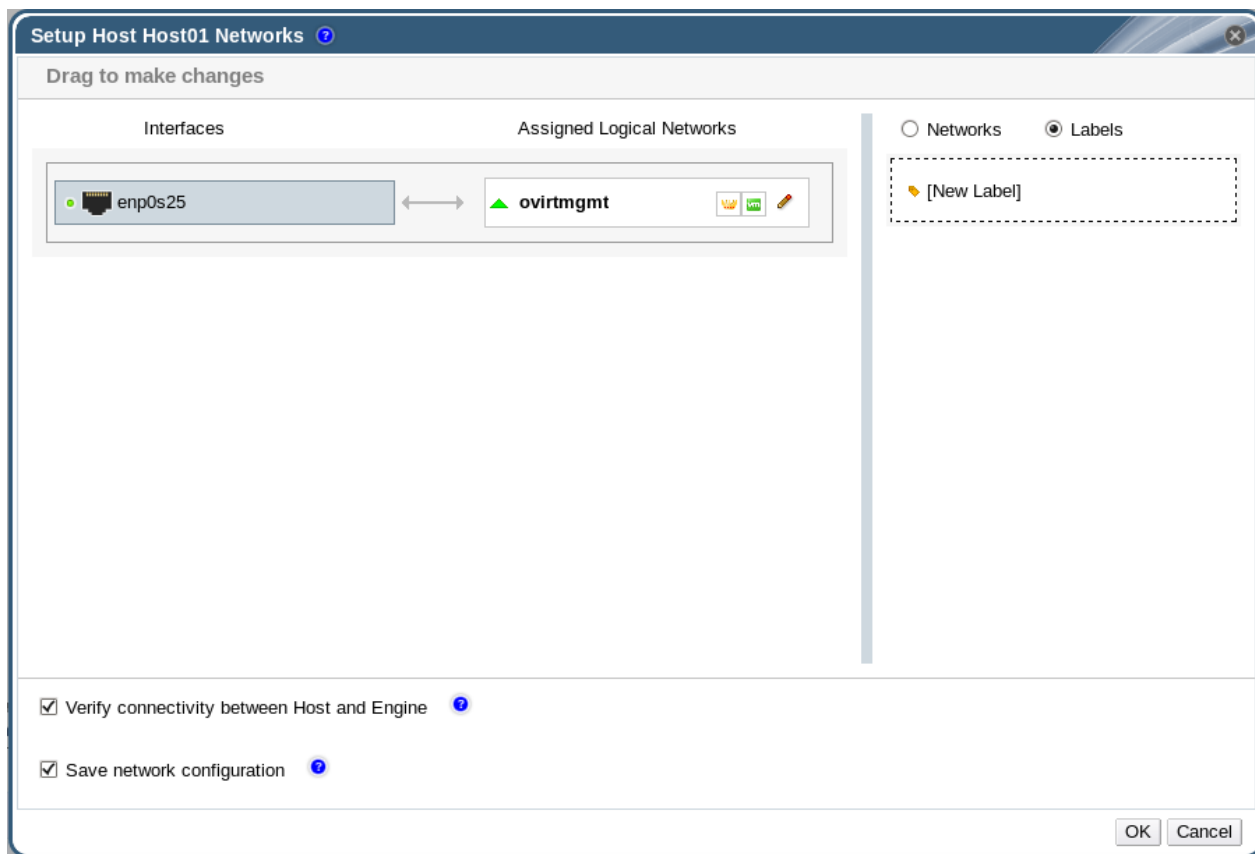 Setup Host Host01 Networks ?
Drag to make changes
Interfaces
Assigned Logical Networks
Networks
Labels
enp0s25
ovirtmgmt
vm
[New Label]
Verify connectivity between Host and Engine ?
Save network configuration ?
OK
Cancel